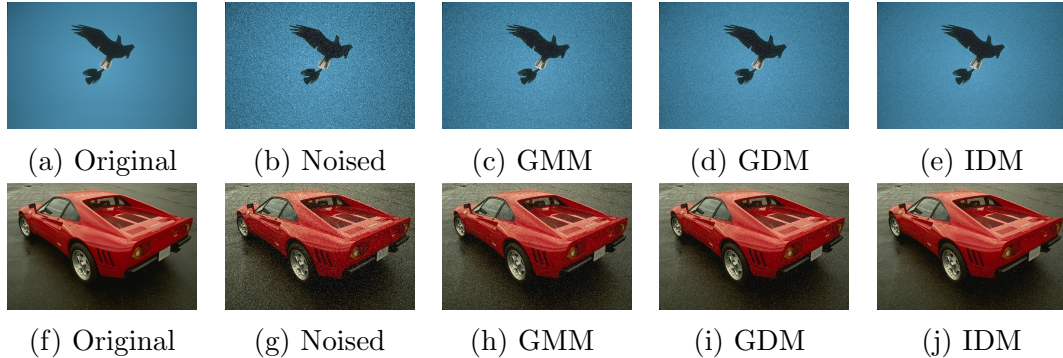 (a) Original (b) Noised (c) GMM (d) GDM (e) IDM
(f) Original (g) Noised (h) GMM (i) GDM (j) IDM